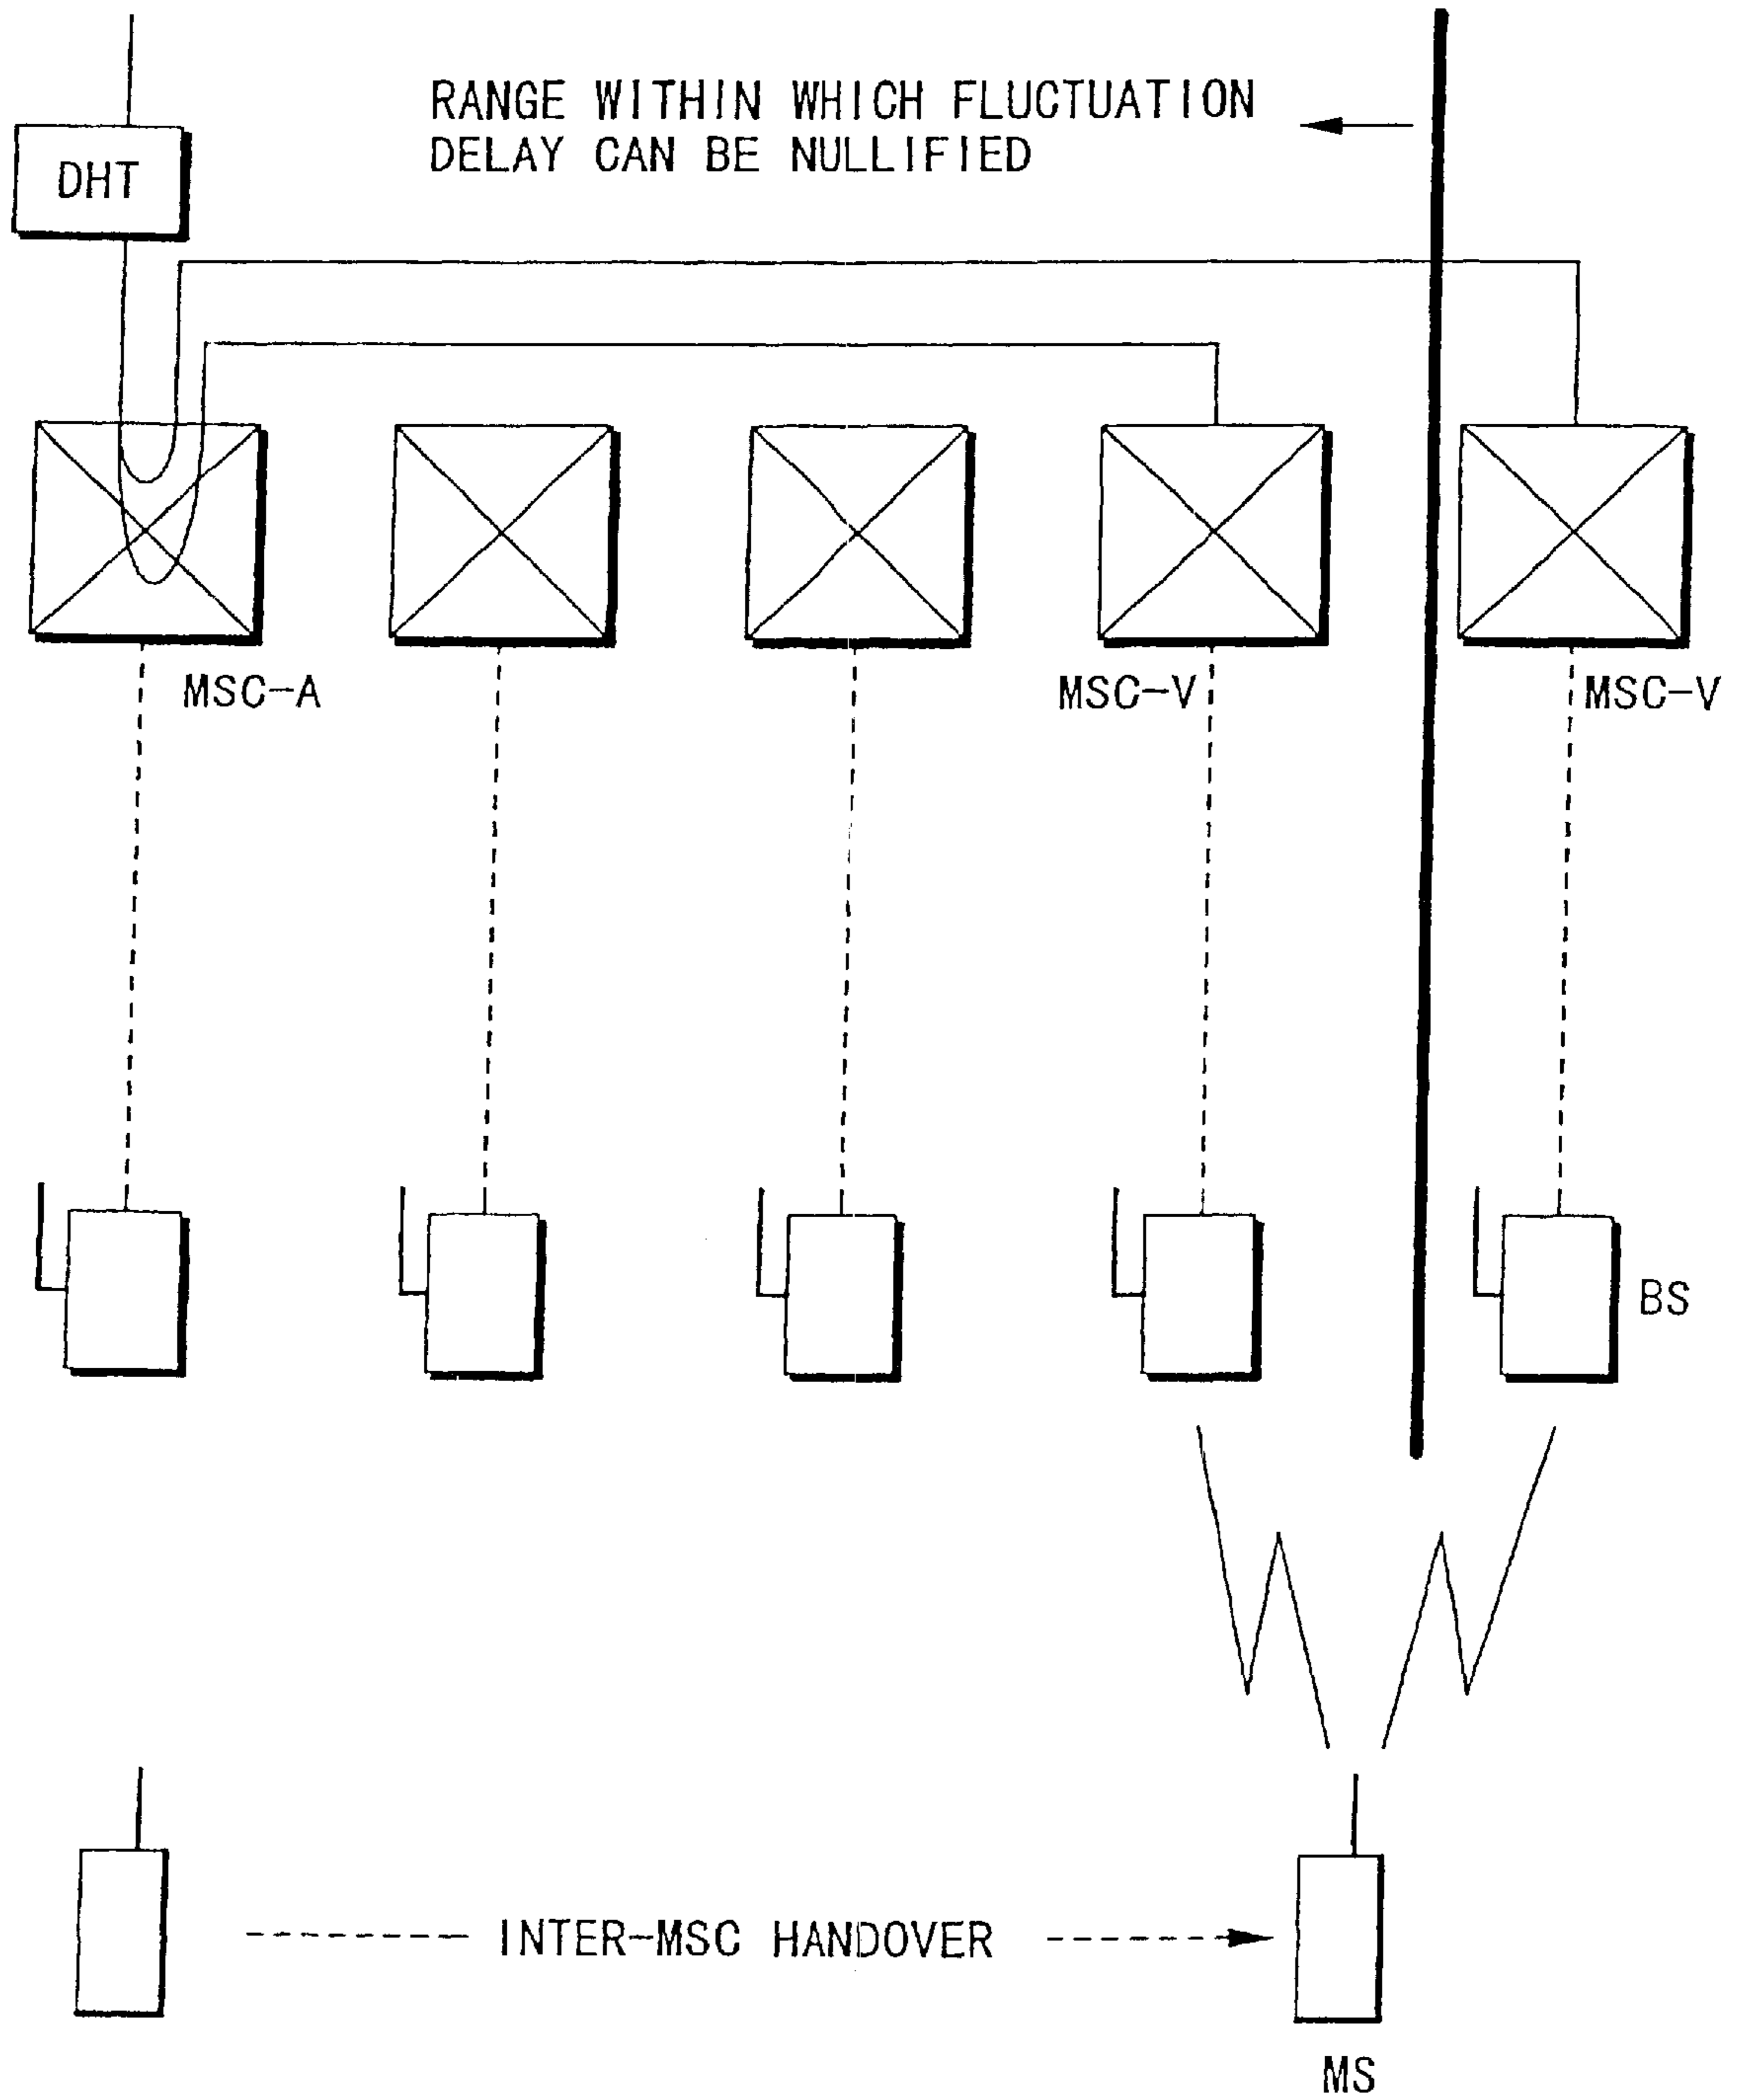 RANGE WITHIN WHICH FLUCTUATION
DELAY CAN BE NULLIFIED
DHT
MSC-A
MSC-V
MSC-V
BS
INTER-MSC HANDOVER
MS